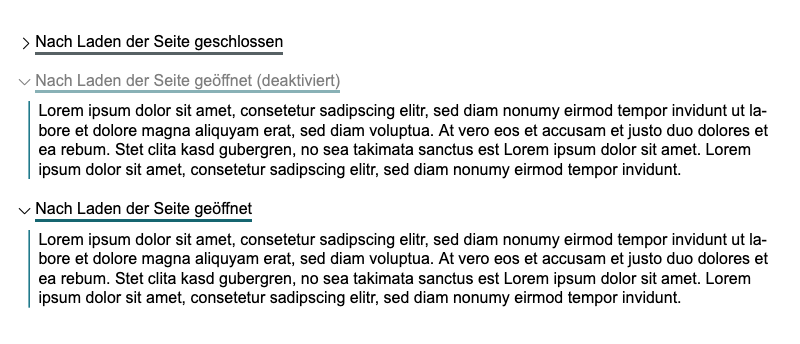 Nach Laden der Seite geschlossen
Nach Laden der Seite geöffnet (deaktiviert)
Lorem ipsum dolor sit amet, consetetur sadipscing elitr, sed diam nonumy eirmod tempor invidunt ut la-
bore et dolore magna aliquyam erat, sed diam voluptua. At vero eos et accusam et justo duo dolores et
ea rebum. Stet clita kasd gubergren, no sea takimata sanctus est Lorem ipsum dolor sit amet. Lorem
ipsum dolor sit amet, consetetur sadipscing elitr, sed diam nonumy eirmod tempor invidunt.
Nach Laden der Seite geöffnet
Lorem ipsum dolor sit amet, consetetur sadipscing elitr, sed diam nonumy eirmod tempor invidunt ut la-
bore et dolore magna aliquyam erat, sed diam voluptua. At vero eos et accusam et justo duo dolores et
ea rebum. Stet clita kasd gubergren, no sea takimata sanctus est Lorem ipsum dolor sit amet. Lorem
ipsum dolor sit amet, consetetur sadipscing elitr, sed diam nonumy eirmod tempor invidunt.